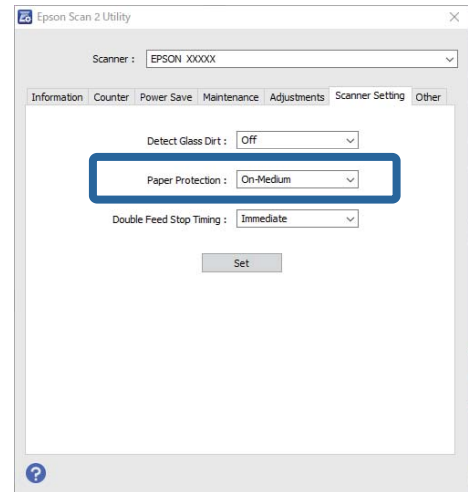 Epson Scan 2 Utility
Scanner : EPSON XXXXX
Information Counter Power Save Maintenance Adjustments Scanner Setting Other
Detect Glass Dirt : Off
Paper Protection : On-Medium
Double Feed Stop Timing : Immediate
Set
?